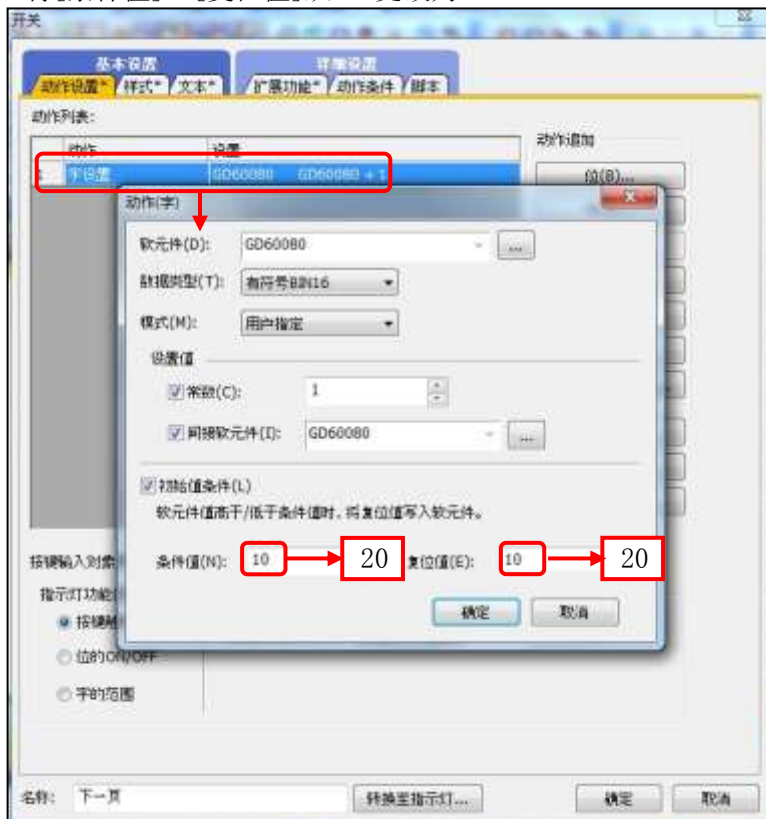 开关
基本设置 详细设置
动作设置* 样式* 文本* 扩展功能* 动作条件 脚本
动作列表:
动作 设置
动作追加
字设置 GD60080 GD60080 + 1
位(B)...
动作(字)
软元件(D): GD60080 ...
数据类型(T): 有符号BIN16
模式(M): 用户指定
设置值
常数(C): 1
间接软元件(I): GD60080 ...
初始值条件(L)
软元件值高于/低于条件值时,将复位值写入软元件。
条件值(N): 10 20 复位值(E): 10 20
确定 取消
按键输入对象
指示灯功能
按键触
位的ON/OFF
字的范围
名称: 下一页 转换至指示灯... 确定 取消